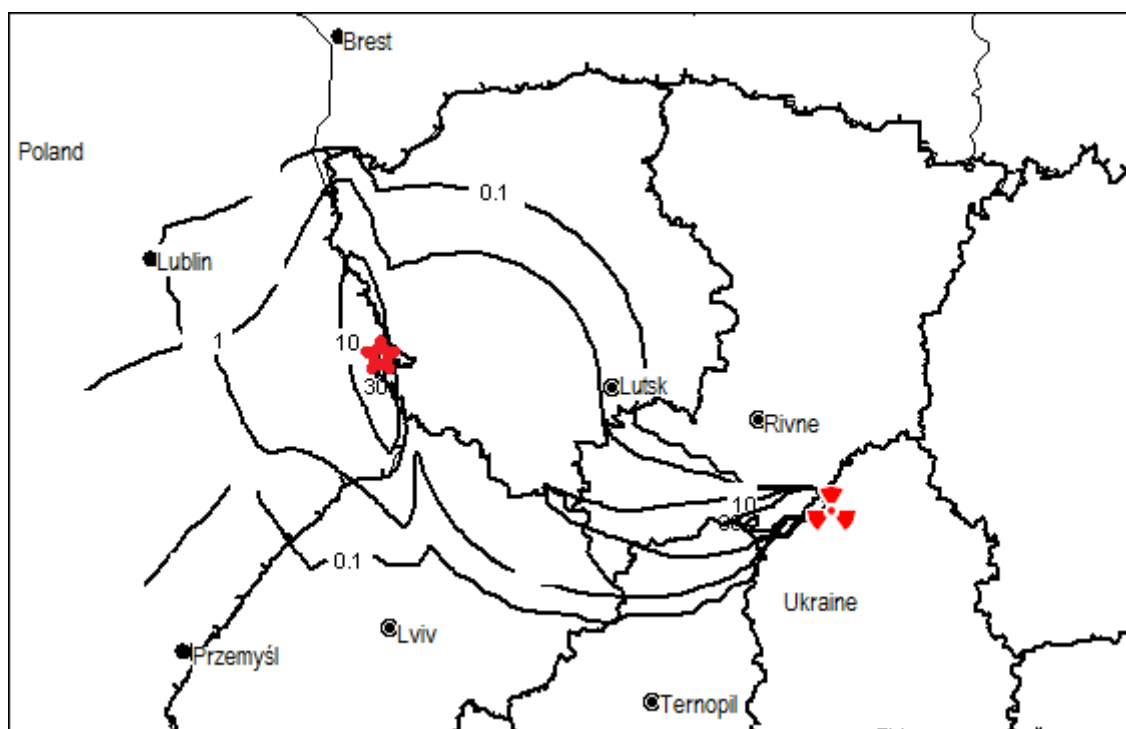 Brest
Poland
0.1
Lublin
1
10
30
Lutsk
Rivne
10
30
0.1
Ukraine
Lviv
Przemyśl
Ternopil